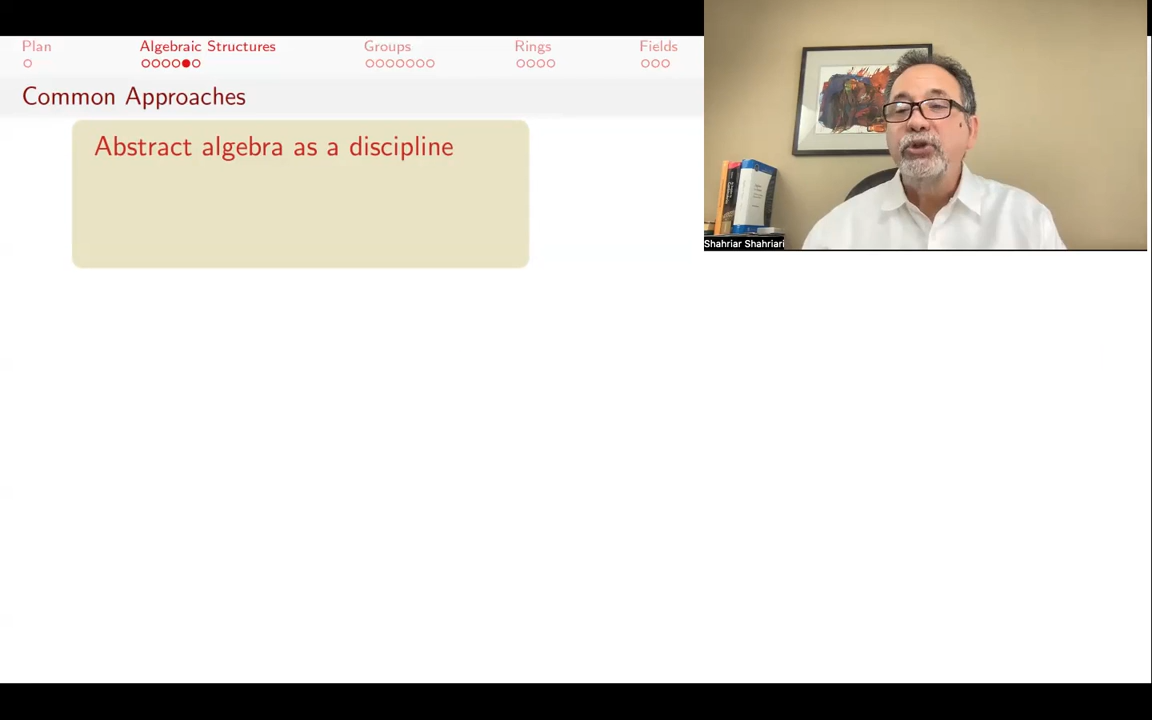 Plan Algebraic Structures Groups Rings Fields
Common Approaches
Abstract algebra as a discipline
Shahriar Shahriari